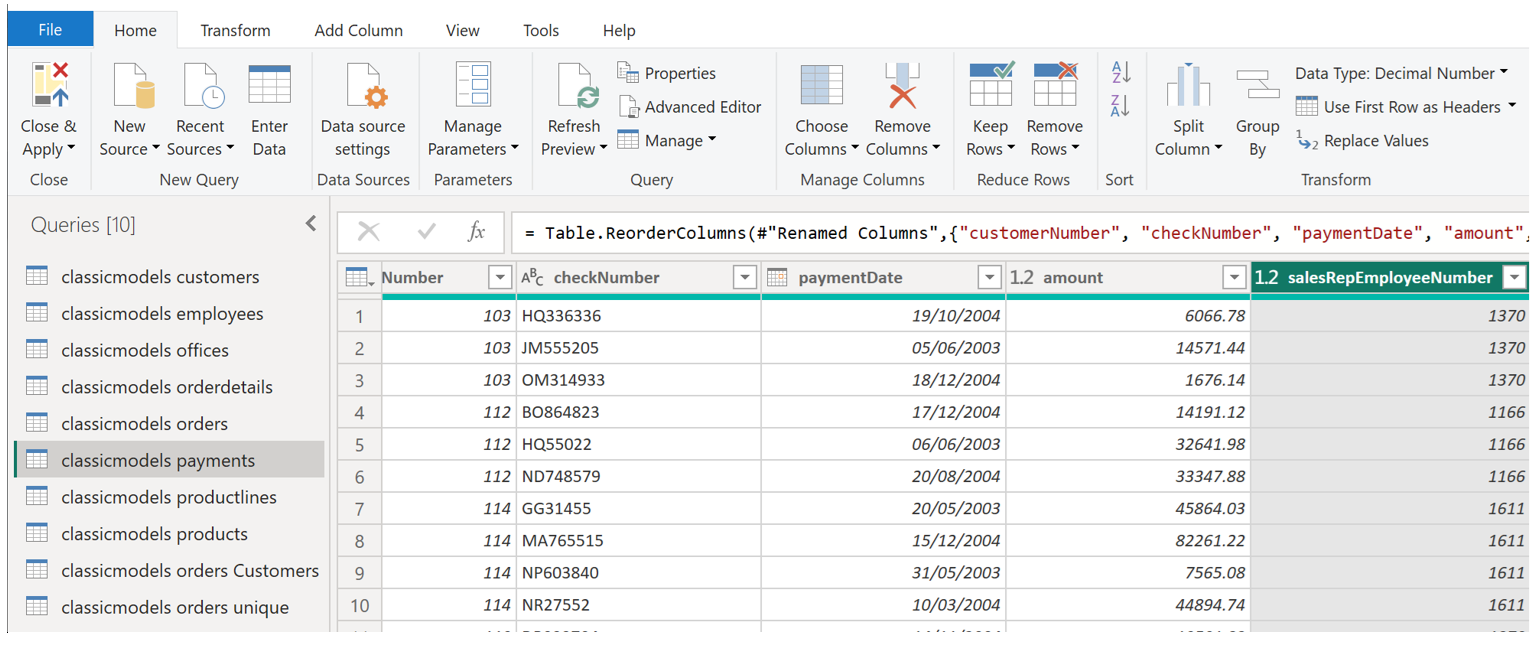 File Home Transform Add Column View Tools Help
Close & Apply
New Source
Recent Sources
Enter Data
Data source settings
Manage Parameters
Refresh Preview
Properties
Advanced Editor
Manage
Choose Columns
Remove Columns
Keep Rows
Remove Rows
A Z
Z A
Split Column
Group By
Data Type: Decimal Number
Use First Row as Headers
1 2 Replace Values
Close New Query Data Sources Parameters Query Manage Columns Reduce Rows Sort Transform
Queries [10]
classicmodels customers
classicmodels employees
classicmodels offices
classicmodels orderdetails
classicmodels orders
classicmodels payments
classicmodels productlines
classicmodels products
classicmodels orders Customers
classicmodels orders unique
fx = Table.ReorderColumns(#"Renamed Columns",{"customerNumber", "checkNumber", "paymentDate", "amount",
Number ABC checkNumber paymentDate 1.2 amount 1.2 salesRepEmployeeNumber
1 103 HQ336336 19/10/2004 6066.78 1370
2 103 JM555205 05/06/2003 14571.44 1370
3 103 OM314933 18/12/2004 1676.14 1370
4 112 BO864823 17/12/2004 14191.12 1166
5 112 HQ55022 06/06/2003 32641.98 1166
6 112 ND748579 20/08/2004 33347.88 1166
7 114 GG31455 20/05/2003 45864.03 1611
8 114 MA765515 15/12/2004 82261.22 1611
9 114 NP603840 31/05/2003 7565.08 1611
10 114 NR27552 10/03/2004 44894.74 1611